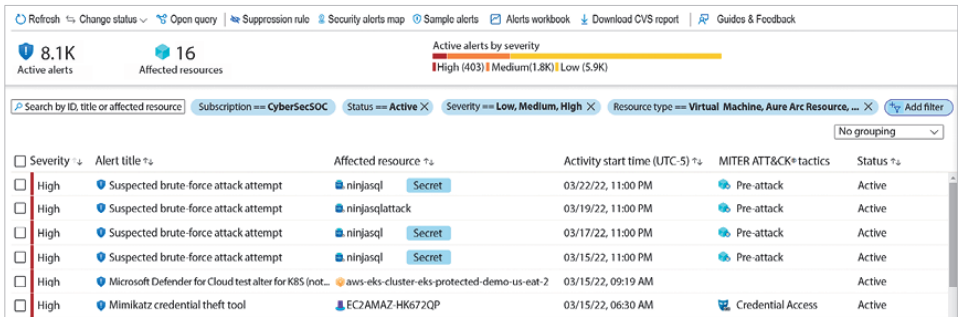 Refresh Change status Open query Suppression rule Security alerts map Sample alerts Alerts workbook Download CVS report Guides & Feedback
8.1K 16 Active alerts by severity
Active alerts Affected resources High (403) Medium(1.8K) Low (5.9K)
Search by ID, title or affected resource Subscription == CyberSecSOC Status == Active Severity == Low, Medium, High Resource type == Virtual Machine, Aure Arc Resource, ... Add filter
No grouping
Severity Alert title Affected resource Activity start time (UTC-5) MITER ATT&CK® tactics Status
High Suspected brute-force attack attempt ninjasql Secret 03/22/22, 11:00 PM Pre-attack Active
High Suspected brute-force attack attempt ninjasqlattack 03/19/22, 11:00 PM Pre-attack Active
High Suspected brute-force attack attempt ninjasql Secret 03/17/22, 11:00 PM Pre-attack Active
High Suspected brute-force attack attempt ninjasql Secret 03/15/22, 11:00 PM Pre-attack Active
High Microsoft Defender for Cloud test alter for K8S (not... aws-eks-cluster-eks-protected-demo-us-eat-2 03/15/22, 09:19 AM Active
High Mimikatz credential theft tool EC2AMAZ-HK672QP 03/15/22, 06:30 AM Credential Access Active